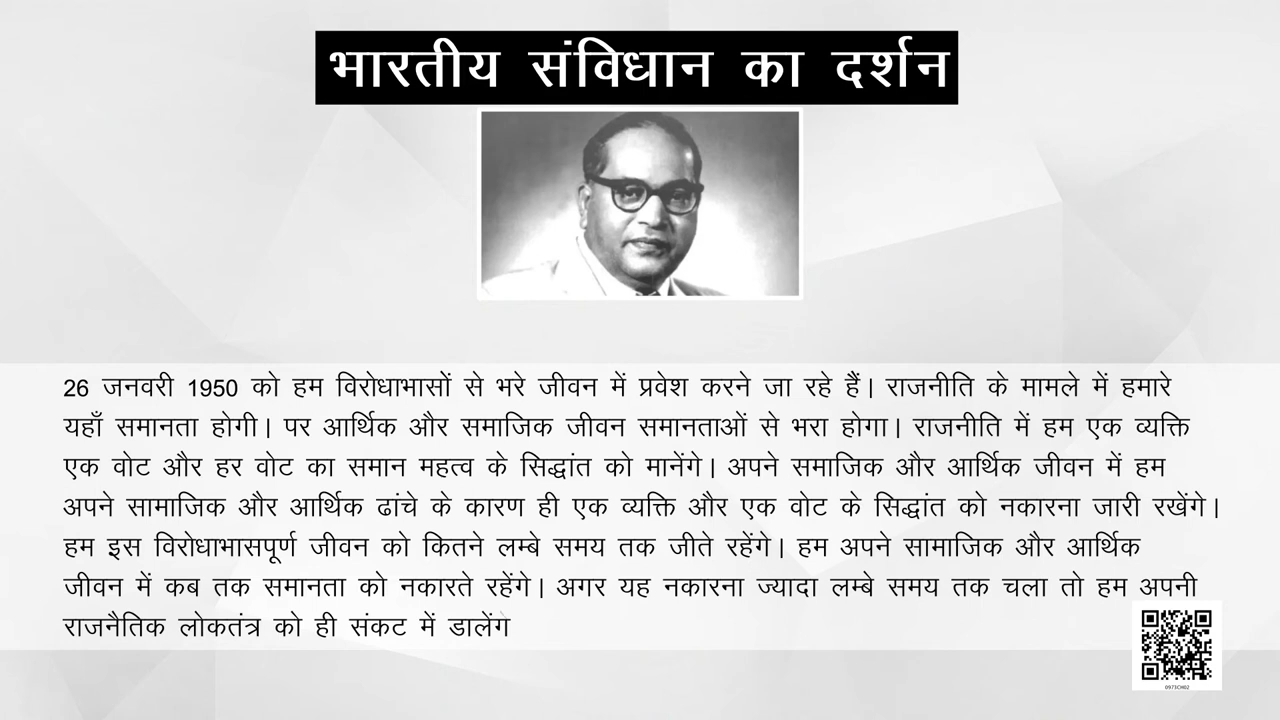 भारतीय संविधान का दर्शन
26 जनवरी 1950 को हम विरोधाभासों से भरे जीवन में प्रवेश करने जा रहे हैं। राजनीति के मामले में हमारे
यहाँ समानता होगी। पर आर्थिक और समाजिक जीवन समानताओं से भरा होगा। राजनीति में हम एक व्यक्ति
एक वोट और हर वोट का समान महत्व के सिद्धांत को मानेंगे। अपने समाजिक और आर्थिक जीवन में हम
अपने सामाजिक और आर्थिक ढांचे के कारण ही एक व्यक्ति और एक वोट के सिद्धांत को नकारना जारी रखेंगे।
हम इस विरोधाभासपूर्ण जीवन को कितने लम्बे समय तक जीते रहेंगे। हम अपने सामाजिक और आर्थिक
जीवन में कब तक समानता को नकारते रहेंगे। अगर यह नकारना ज्यादा लम्बे समय तक चला तो हम अपनी
राजनैतिक लोकतंत्र को ही संकट में डालेंग
0973CH02